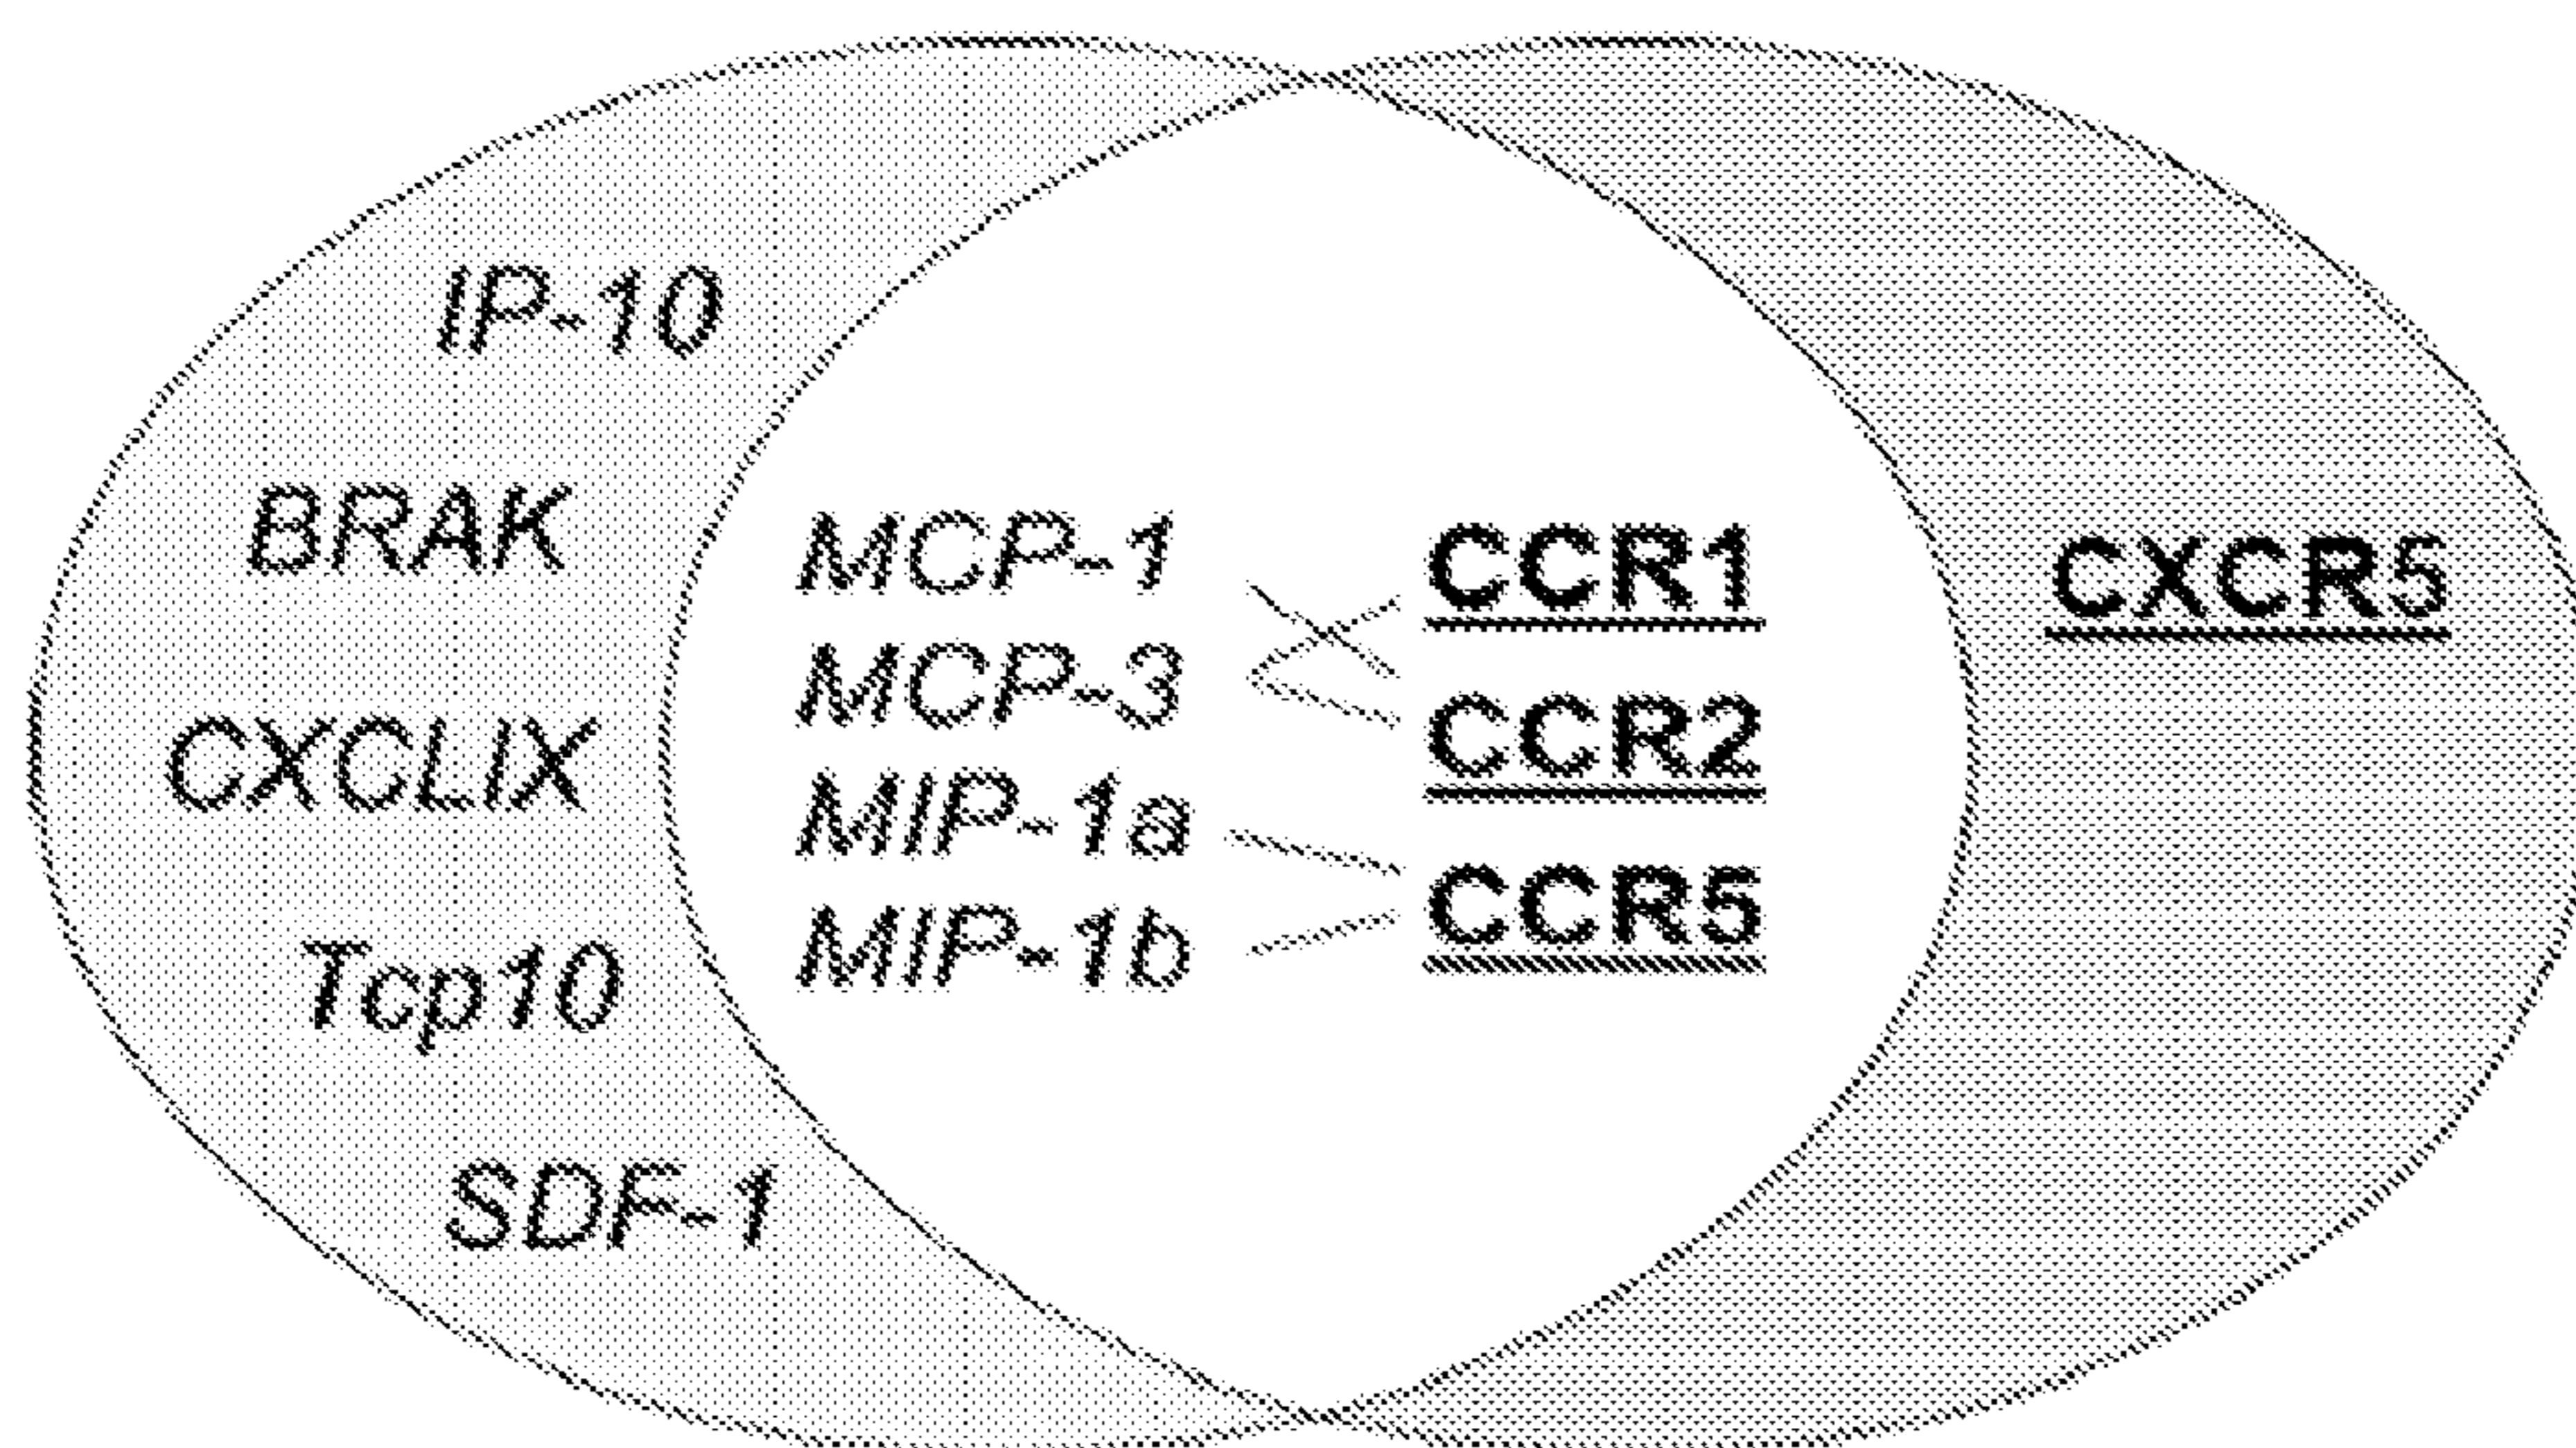 IP-10
BRAK
CXCLIX
Tcp10
SDF-1
MCP-1
MCP-3
MIP-1a
MIP-1b
CCR1
CCR2
CCR5
CXCR5